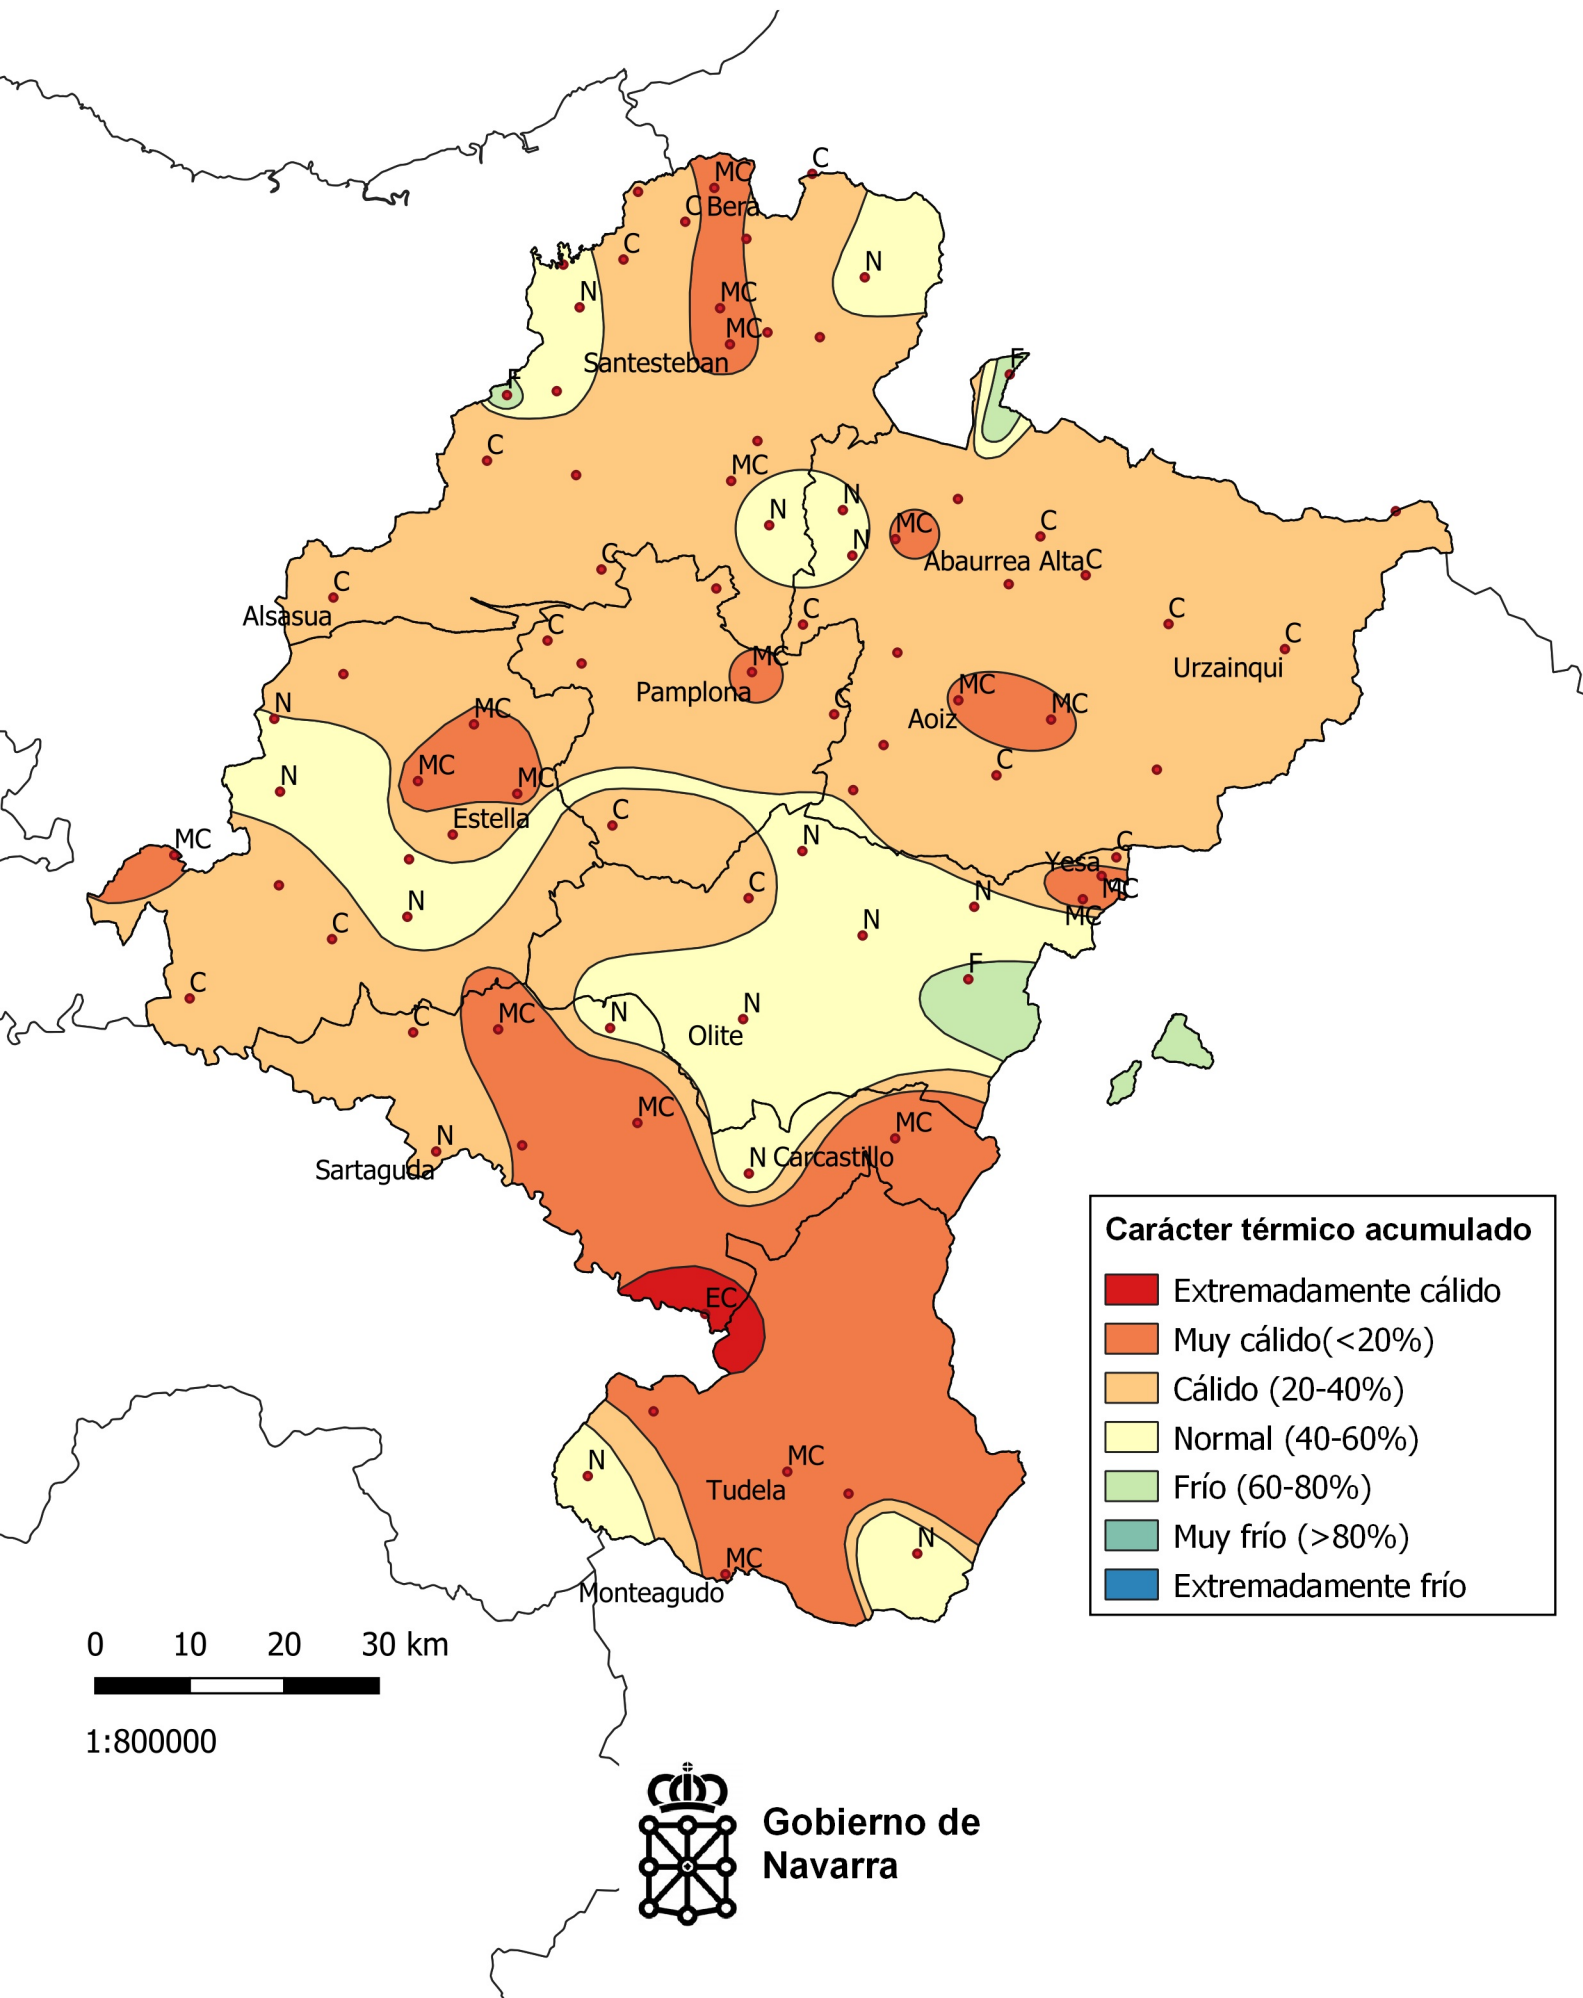 C
MC
C Bera
C
N
N
MC
MC
Santesteban
F
F
C
MC
N
N
N
MC
C
Abaurrea Alta
C
C
C
Alsasua
C
C
C
C
MC
Urzainqui
Pamplona
MC
MC
Aoiz
C
N
MC
N
MC
MC
C
Estella
C
N
MC
C
Yesa
MC
MC
C
N
N
N
C
F
C
MC
N
N
Olite
C
MC
MC
N
N Carcastillo
Sartaguda
EC
N
MC
Tudela
N
MC
Monteagudo
Carácter térmico acumulado
Extremadamente cálido
Muy cálido(<20%)
Cálido (20-40%)
Normal (40-60%)
Frío (60-80%)
Muy frío (>80%)
Extremadamente frío
0 10 20 30 km
1:800000
Gobierno de
Navarra